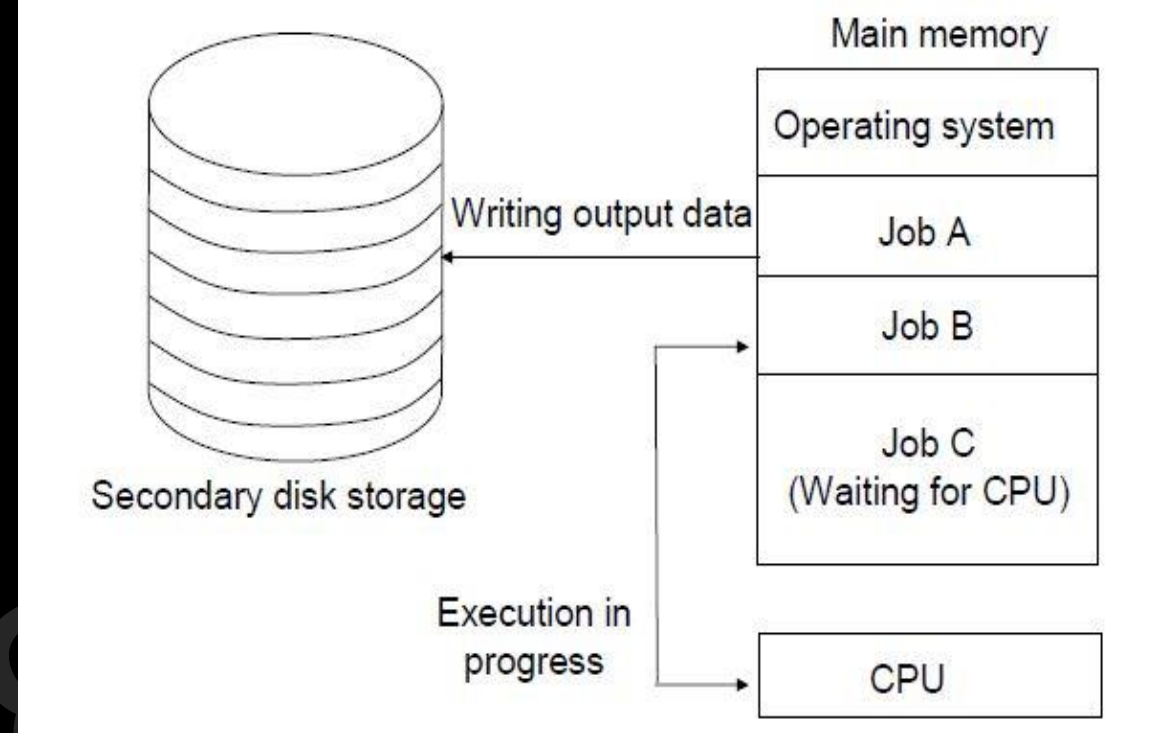 Main memory
Operating system
Writing output data
Job A
Job B
Job C
(Waiting for CPU)
Secondary disk storage
Execution in
progress
CPU